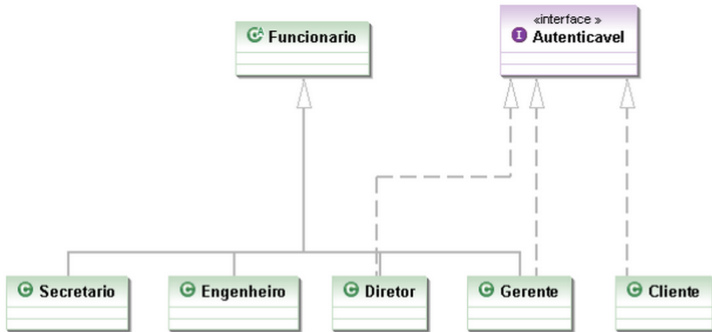 «interface »
Funcionario
Autenticavel
Secretario
Engenheiro
Diretor
Gerente
Cliente